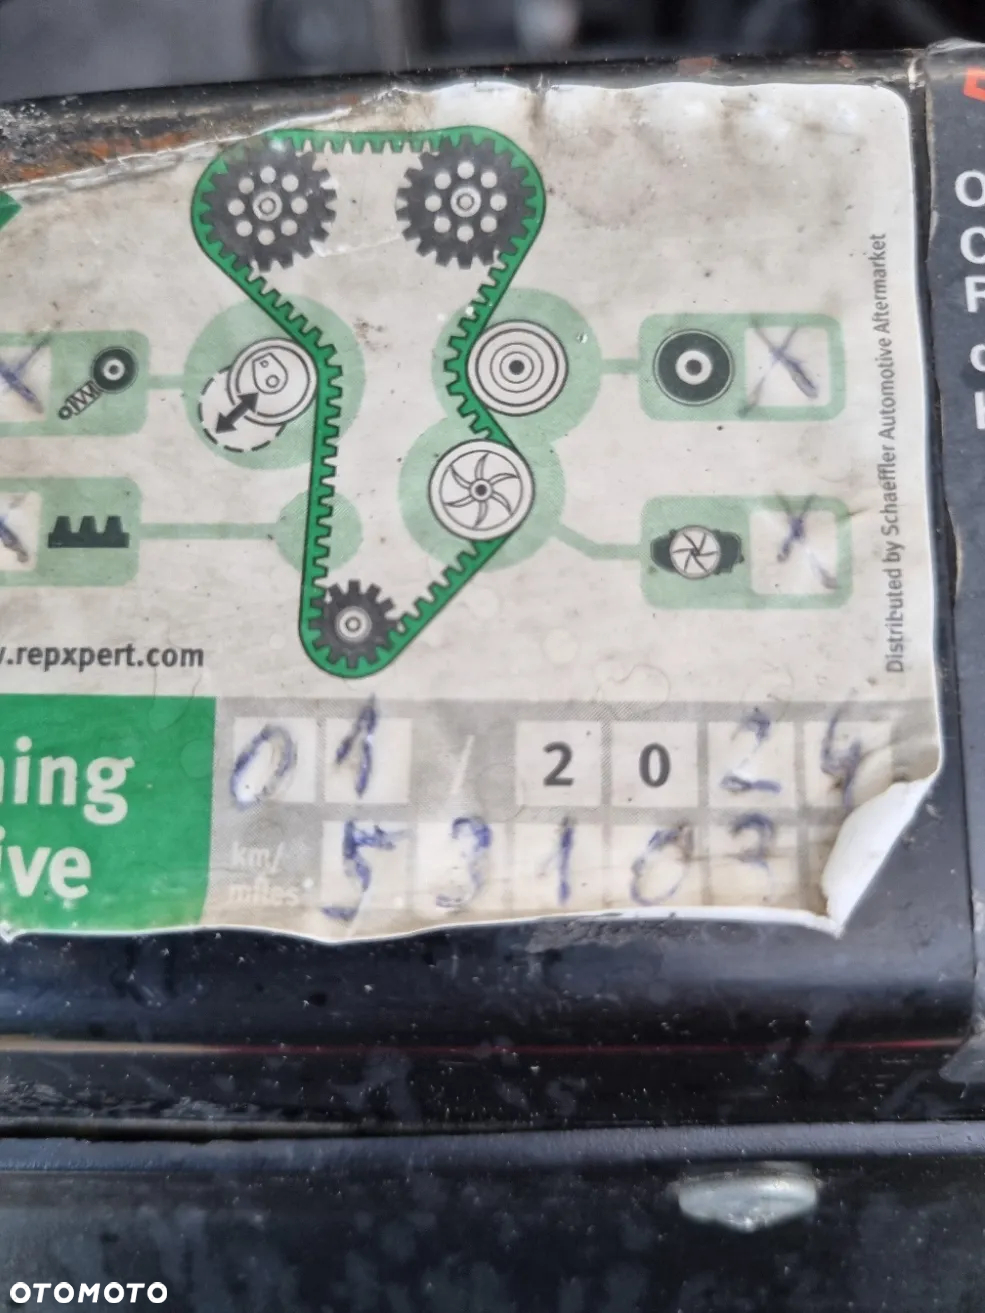 Distributed by Schaeffler Automotive Aftermarket
.repxpert.com
ning
ive
01 / 2024
km/
miles
53103
OTOMOTO